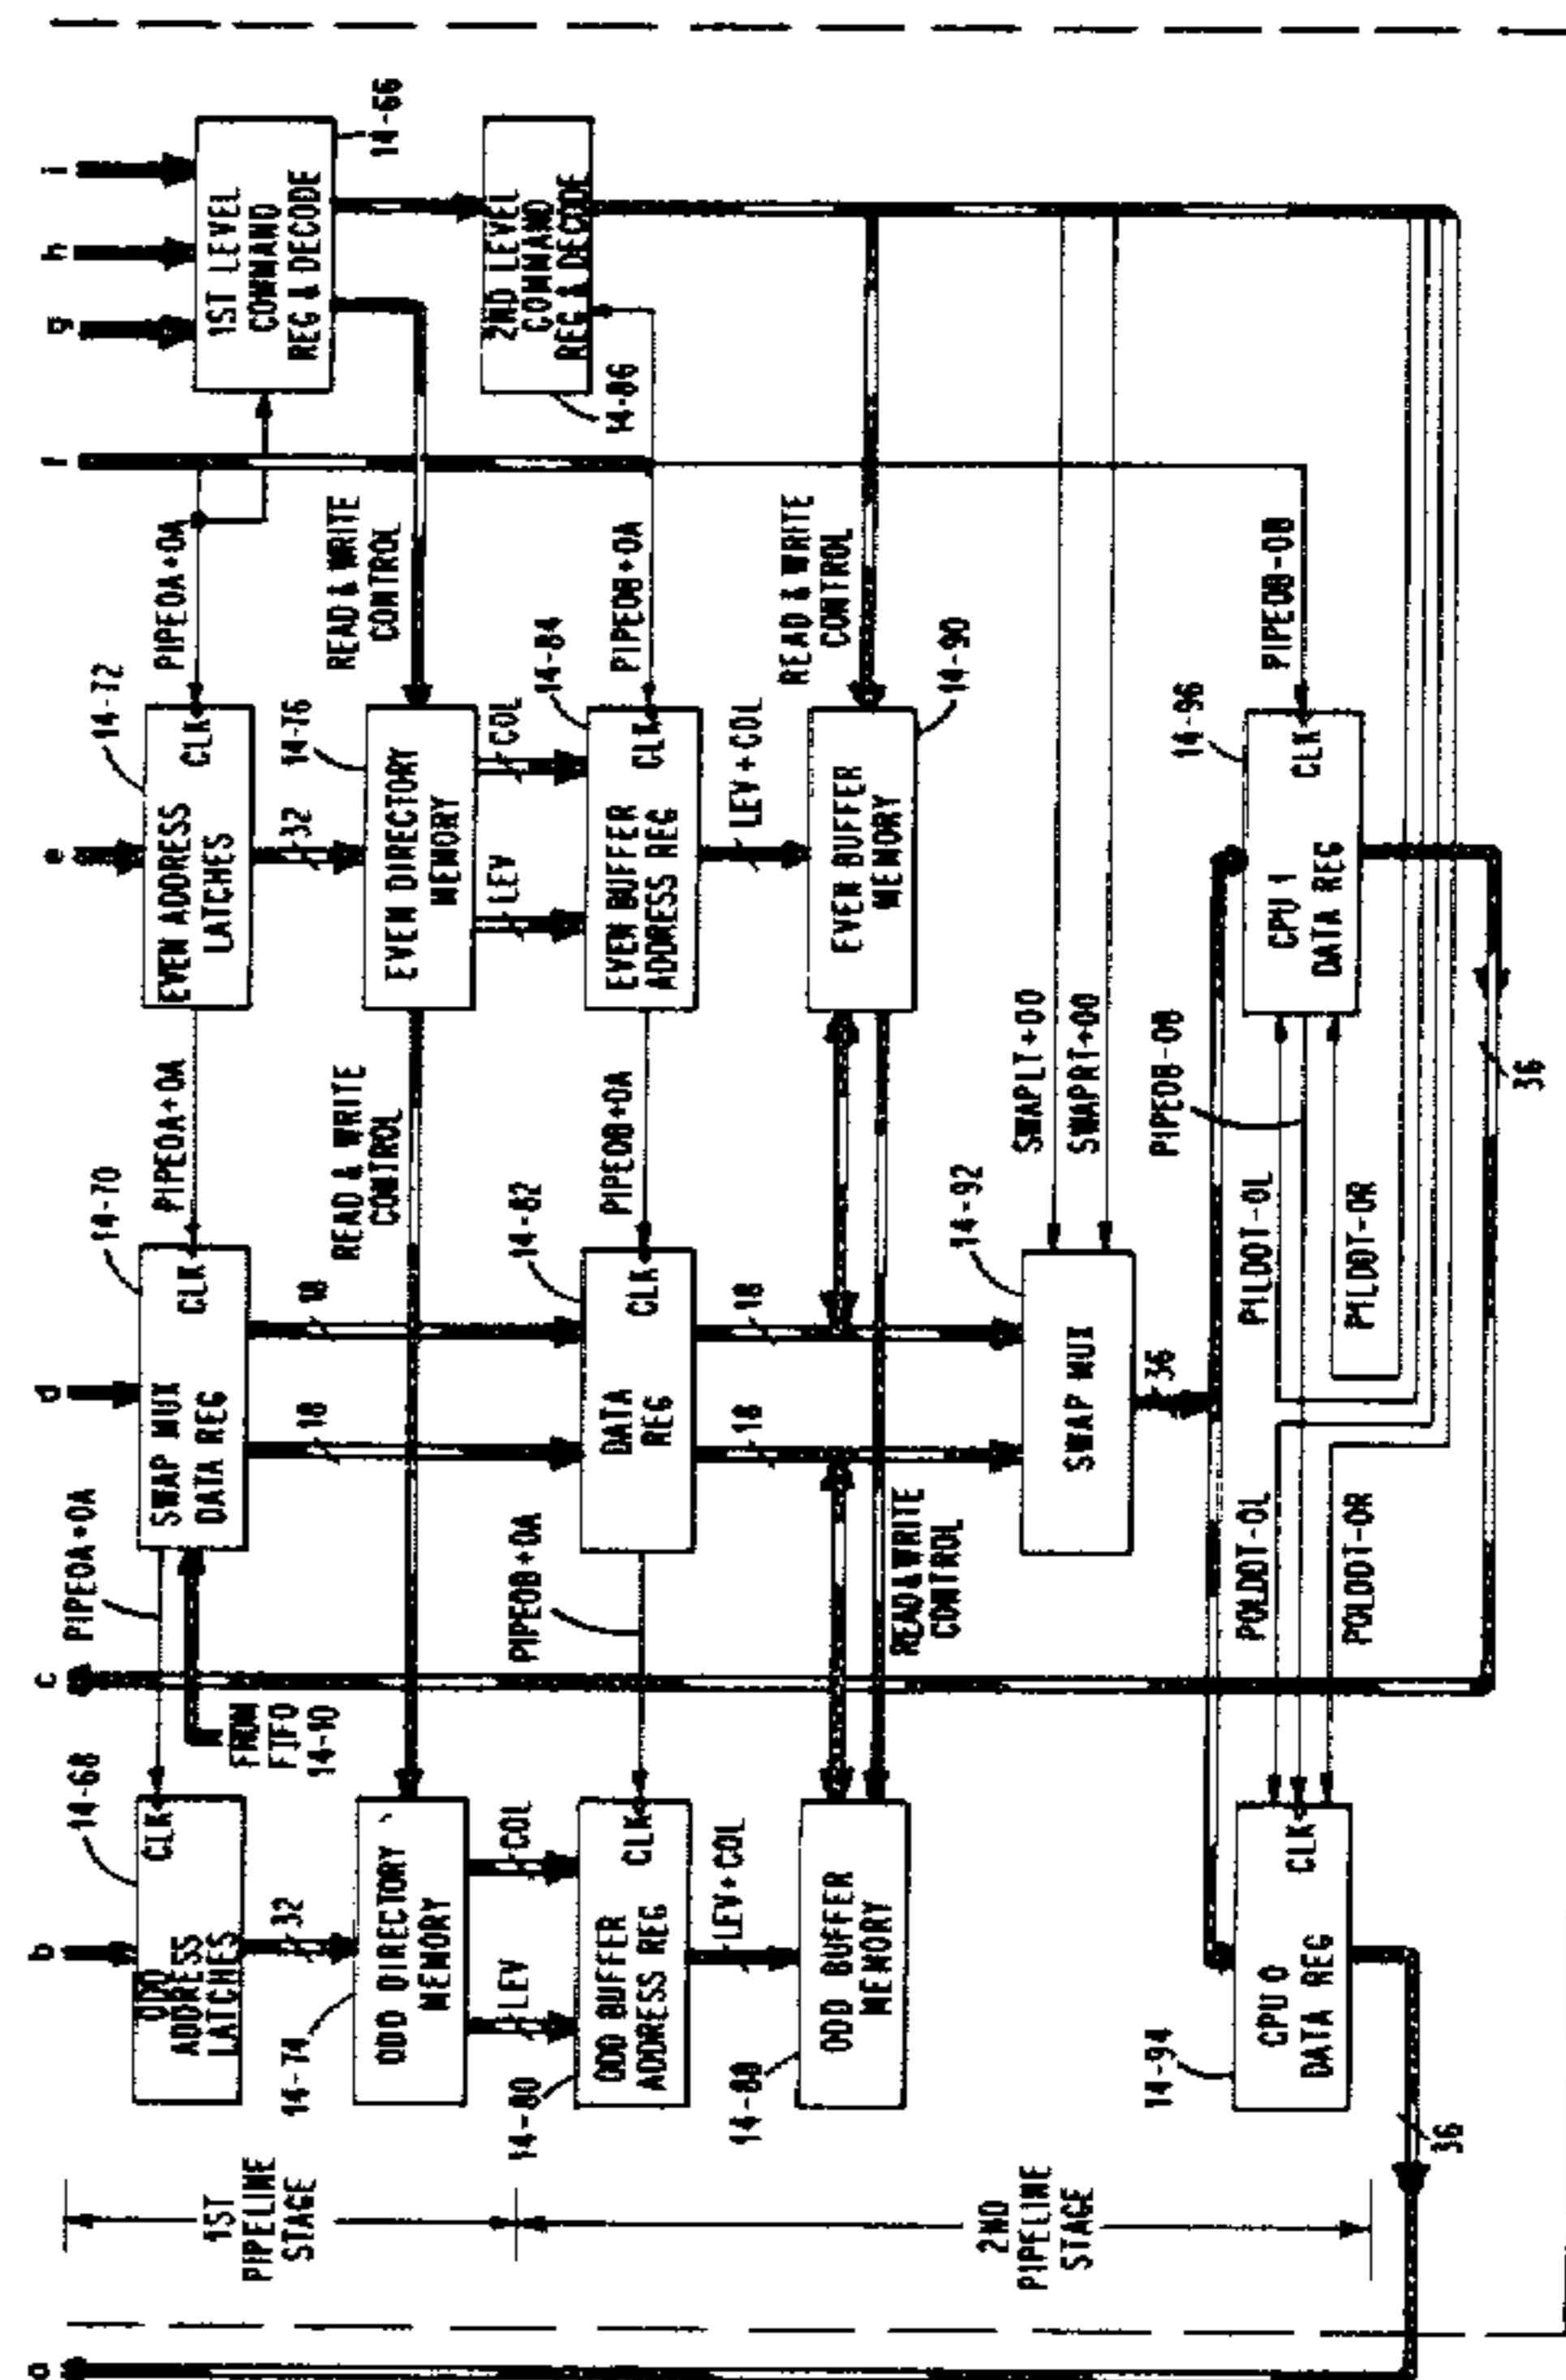 a
b
c
d
e
f
g
h
i
1ST
PIPELINE
STAGE
2ND
PIPELINE
STAGE
14-68
CLK
ODD
ADDRESS
LATCHES
32
PIPE0A+0A
FROM
FIFO
14-10
14-70
CLK
SWAP MUX
DATA REG
18
18
PIPE0A+0A
14-72
CLK
EVEN ADDRESS
LATCHES
32
PIPE0A+0A
1ST LEVEL
COMMAND
REG & DECODE
14-66
14-74
ODD DIRECTORY
MEMORY
LEV
COL
READ & WRITE
CONTROL
14-76
EVEN DIRECTORY
MEMORY
LEV
COL
READ & WRITE
CONTROL
2ND LEVEL
COMMAND
REG & DECODE
14-86
14-80
ODD BUFFER
ADDRESS REG
CLK
LEV+COL
PIPE0B+0A
14-82
DATA
REG
CLK
18
18
PIPE0B+0A
14-84
EVEN BUFFER
ADDRESS REG
CLK
LEV+COL
PIPE0B+0A
14-88
ODD BUFFER
MEMORY
READ & WRITE
CONTROL
EVEN BUFFER
MEMORY
14-90
READ & WRITE
CONTROL
14-92
SWAP MUX
36
SWAPLT+00
SWAPRT+00
14-94
CPU 0
DATA REG
CLK
36
P0LDDT-0L
P0LDDT-0R
P1LDDT-0L
P1LDDT-0R
PIPE0B-0B
14-96
CPU 1
DATA REG
CLK
PIPE0B-0B
36